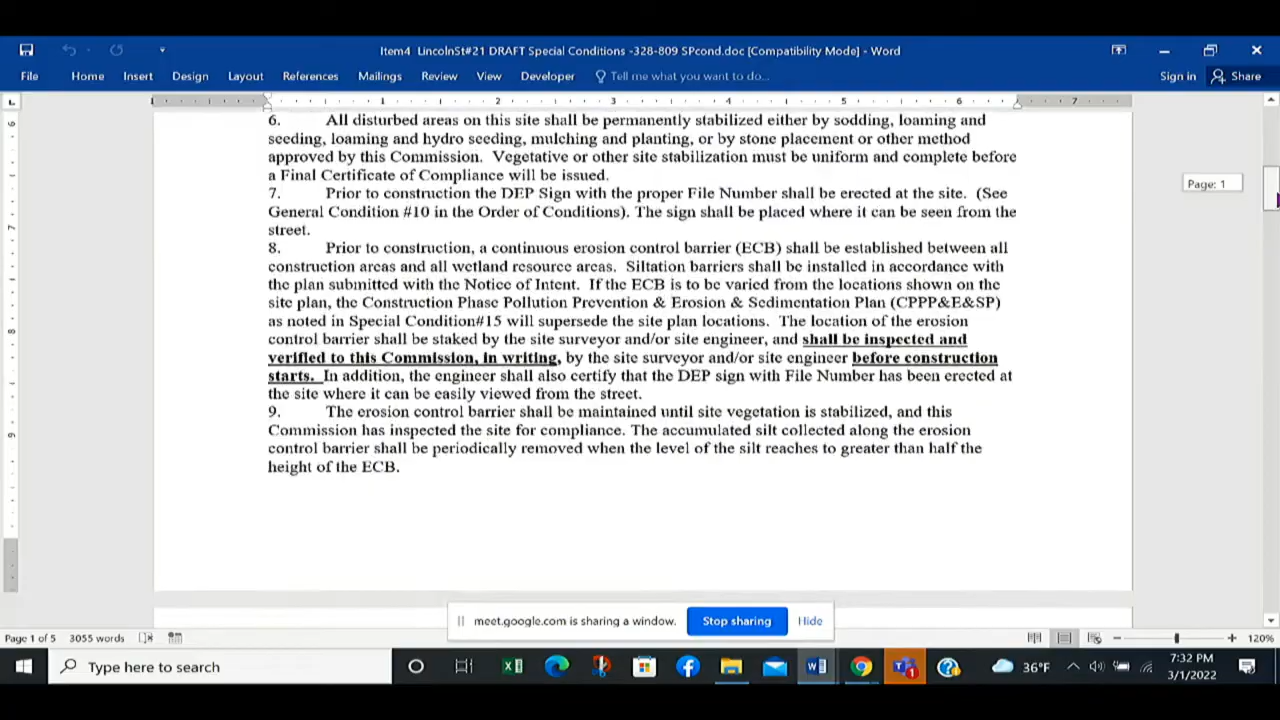 Item4 LincolnSt#21 DRAFT Special Conditions -328-809 SPcond.doc [Compatibility Mode] - Word
File Home Insert Design Layout References Mailings Review View Developer Tell me what you want to do... Sign in Share
1 2 3 4 5 6 7
6. All disturbed areas on this site shall be permanently stabilized either by sodding, loaming and
seeding, loaming and hydro seeding, mulching and planting, or by stone placement or other method
approved by this Commission. Vegetative or other site stabilization must be uniform and complete before
a Final Certificate of Compliance will be issued.
Page: 1
7. Prior to construction the DEP Sign with the proper File Number shall be erected at the site. (See
General Condition #10 in the Order of Conditions). The sign shall be placed where it can be seen from the
street.
8. Prior to construction, a continuous erosion control barrier (ECB) shall be established between all
construction areas and all wetland resource areas. Siltation barriers shall be installed in accordance with
the plan submitted with the Notice of Intent. If the ECB is to be varied from the locations shown on the
site plan, the Construction Phase Pollution Prevention & Erosion & Sedimentation Plan (CPPP&E&SP)
as noted in Special Condition#15 will supersede the site plan locations. The location of the erosion
control barrier shall be staked by the site surveyor and/or site engineer, and shall be inspected and
verified to this Commission, in writing, by the site surveyor and/or site engineer before construction
starts. In addition, the engineer shall also certify that the DEP sign with File Number has been erected at
the site where it can be easily viewed from the street.
9. The erosion control barrier shall be maintained until site vegetation is stabilized, and this
Commission has inspected the site for compliance. The accumulated silt collected along the erosion
control barrier shall be periodically removed when the level of the silt reaches to greater than half the
height of the ECB.
meet.google.com is sharing a window. Stop sharing Hide
Page 1 of 5 3055 words 120%
Type here to search 36°F 7:32 PM
3/1/2022